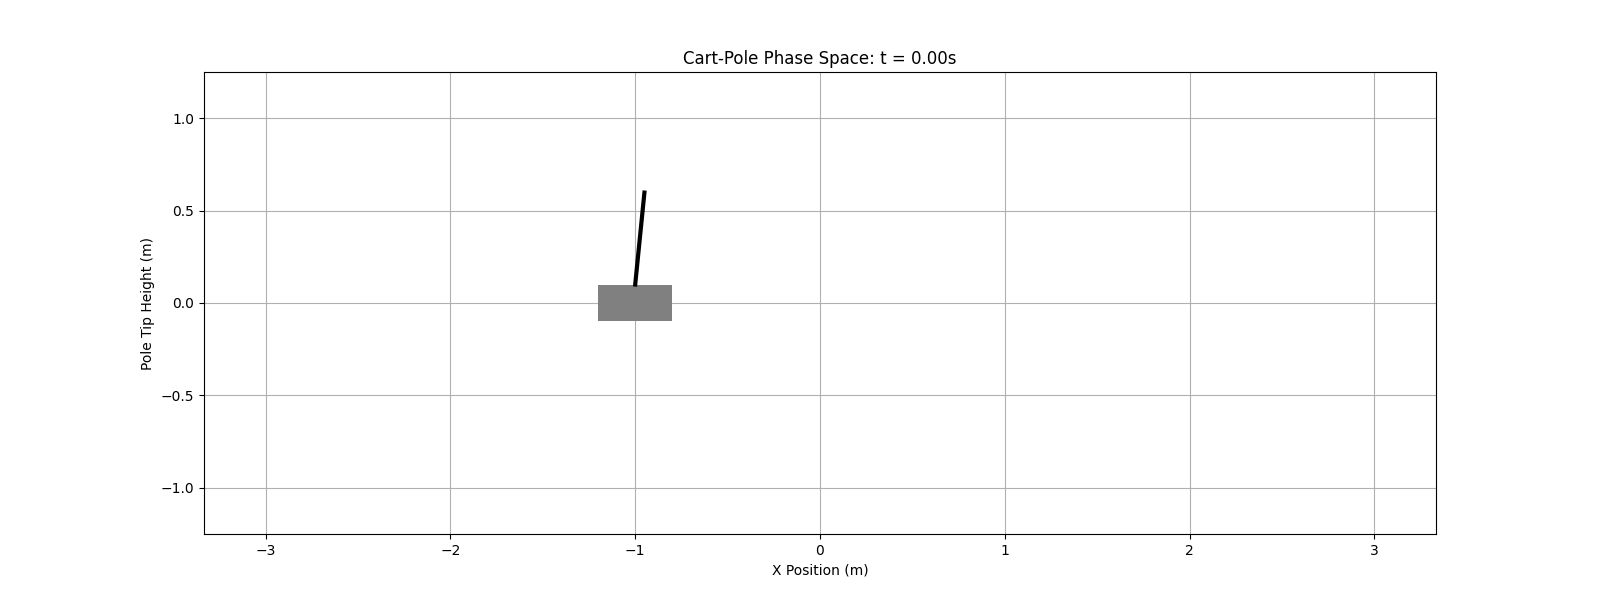 Cart-Pole Phase Space: t = 0.00s
Pole Tip Height (m)
1.0
0.5
0.0
−0.5
−1.0
−3 −2 −1 0 1 2 3
X Position (m)